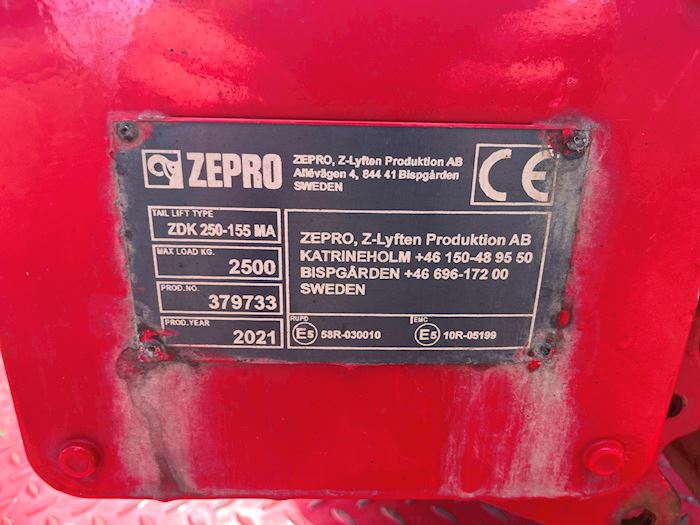 ZEPRO
ZEPRO, Z-Lyften Produktion AB
Allévägen 4, 844 41 Bispgården
SWEDEN
CE
TAIL LIFT TYPE
ZDK 250-155 MA
MAX LOAD KG.
2500
PROD.NO.
379733
PROD.YEAR
2021
ZEPRO, Z-Lyften Produktion AB
KATRINEHOLM +46 150-48 95 50
BISPGÅRDEN +46 696-172 00
SWEDEN
RUPD
E5 58R-030010
EMC
E5 10R-05199